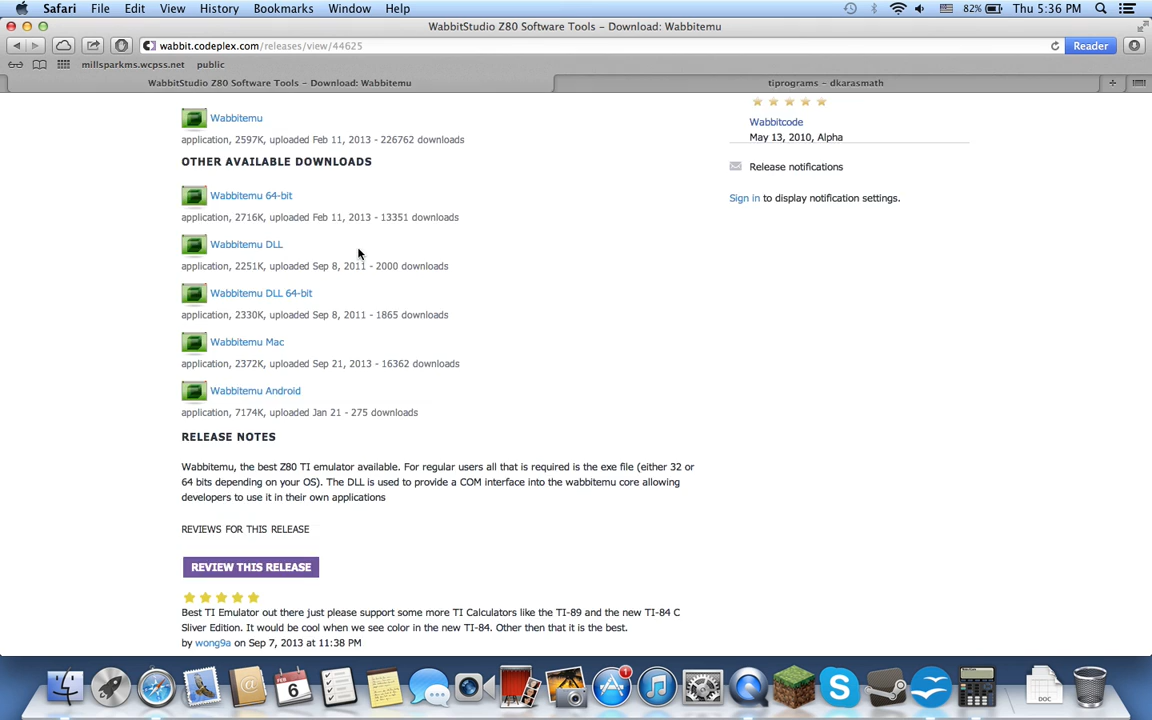 Safari File Edit View History Bookmarks Window Help 82% Thu 5:36 PM
WabbitStudio Z80 Software Tools - Download: Wabbitemu
wabbit.codeplex.com/releases/view/44625 Reader
millsparkms.wcpss.net public
WabbitStudio Z80 Software Tools - Download: Wabbitemu tiprograms - dkarasmath
Wabbitemu
application, 2597K, uploaded Feb 11, 2013 - 226762 downloads
OTHER AVAILABLE DOWNLOADS
Wabbitemu 64-bit
application, 2716K, uploaded Feb 11, 2013 - 13351 downloads
Wabbitemu DLL
application, 2251K, uploaded Sep 8, 2011 - 2000 downloads
Wabbitemu DLL 64-bit
application, 2330K, uploaded Sep 8, 2011 - 1865 downloads
Wabbitemu Mac
application, 2372K, uploaded Sep 21, 2013 - 16362 downloads
Wabbitemu Android
application, 7174K, uploaded Jan 21 - 275 downloads
RELEASE NOTES
Wabbitemu, the best Z80 TI emulator available. For regular users all that is required is the exe file (either 32 or
64 bits depending on your OS). The DLL is used to provide a COM interface into the wabbitemu core allowing
developers to use it in their own applications
REVIEWS FOR THIS RELEASE
REVIEW THIS RELEASE
Best TI Emulator out there just please support some more TI Calculators like the TI-89 and the new TI-84 C
Sliver Edition. It would be cool when we see color in the new TI-84. Other then that it is the best.
by wong9a on Sep 7, 2013 at 11:38 PM
Wabbitcode
May 13, 2010, Alpha
Release notifications
Sign in to display notification settings.
FEB
6
1
DOC